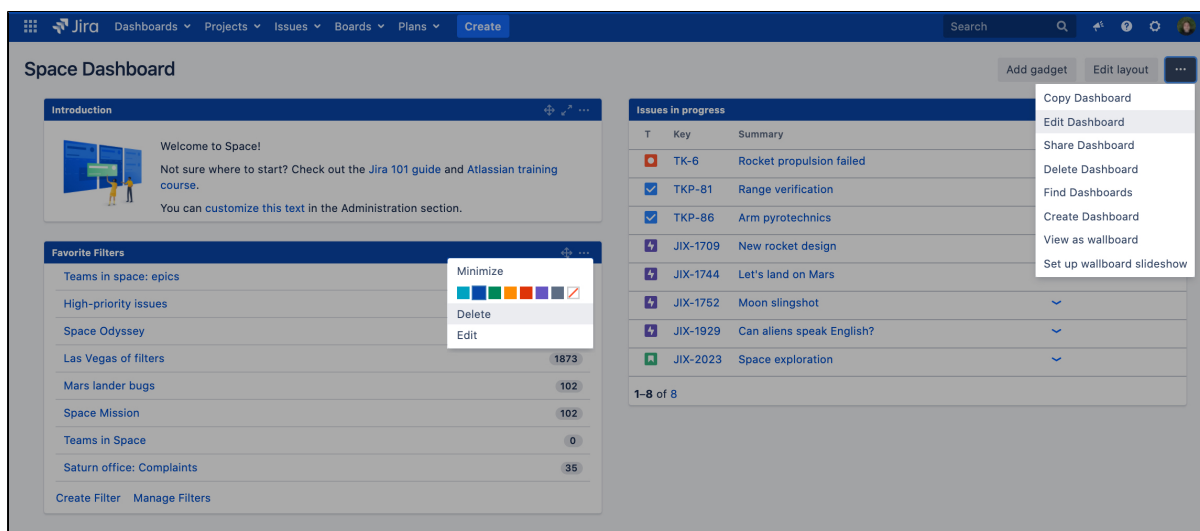 Jira Dashboards Projects Issues Boards Plans Create Search
Space Dashboard
Add gadget Edit layout
Copy Dashboard
Edit Dashboard
Share Dashboard
Delete Dashboard
Find Dashboards
Create Dashboard
View as wallboard
Set up wallboard slideshow
Introduction
Welcome to Space!
Not sure where to start? Check out the Jira 101 guide and Atlassian training
course.
You can customize this text in the Administration section.
Favorite Filters
Teams in space: epics
High-priority issues
Space Odyssey
Las Vegas of filters 1873
Mars lander bugs 102
Space Mission 102
Teams in Space 0
Saturn office: Complaints 35
Create Filter Manage Filters
Minimize
Delete
Edit
Issues in progress
T Key Summary
TK-6 Rocket propulsion failed
TKP-81 Range verification
TKP-86 Arm pyrotechnics
JIX-1709 New rocket design
JIX-1744 Let's land on Mars
JIX-1752 Moon slingshot
JIX-1929 Can aliens speak English?
JIX-2023 Space exploration
1–8 of 8